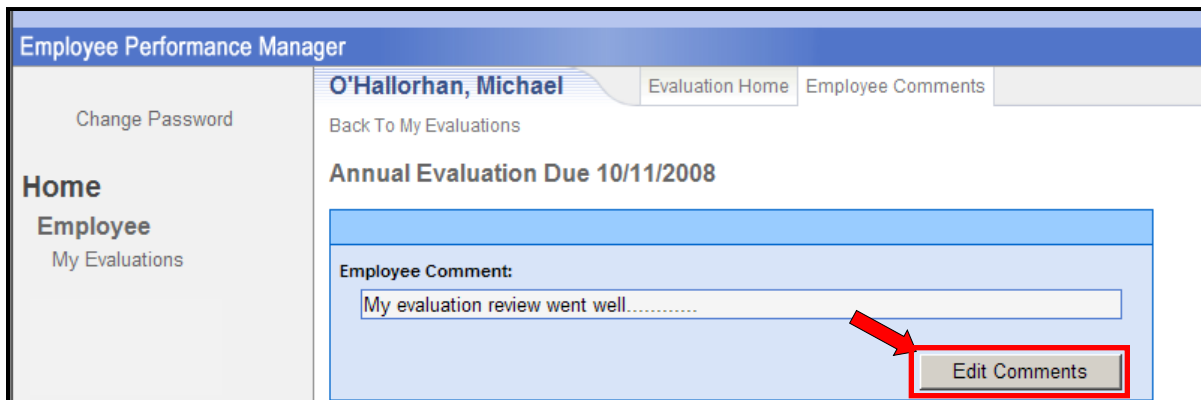 Employee Performance Manager
O'Hallorhan, Michael
Evaluation Home
Employee Comments
Change Password
Back To My Evaluations
Annual Evaluation Due 10/11/2008
Home
Employee
My Evaluations
Employee Comment:
My evaluation review went well............
Edit Comments